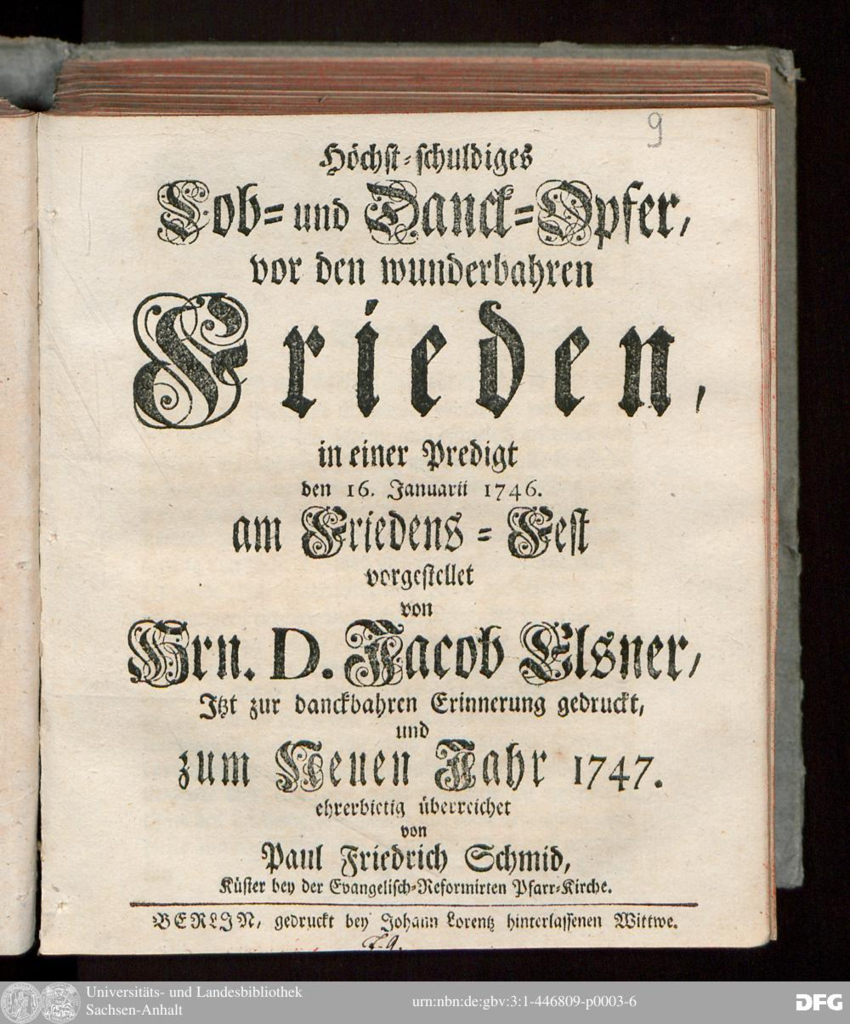 9
Höchst-schuldiges
Lob- und Danck-Opfer,
vor den wunderbahren
Frieden,
in einer Predigt
den 16. Januarii 1746.
am Friedens-Fest
vorgestellet
von
Hrn. D. Jacob Elsner,
Itzt zur danckbahren Erinnerung gedruckt,
und
zum Neuen Jahr 1747.
ehrerbietig überreichet
von
Paul Friedrich Schmid,
Küster bey der Evangelisch-Reformirten Pfarr-Kirche.
BERLIN, gedruckt bey Johann Lorentz hinterlassenen Wittwe.
Universitäts- und Landesbibliothek
Sachsen-Anhalt
urn:nbn:de:gbv:3:1-446809-p0003-6
DFG